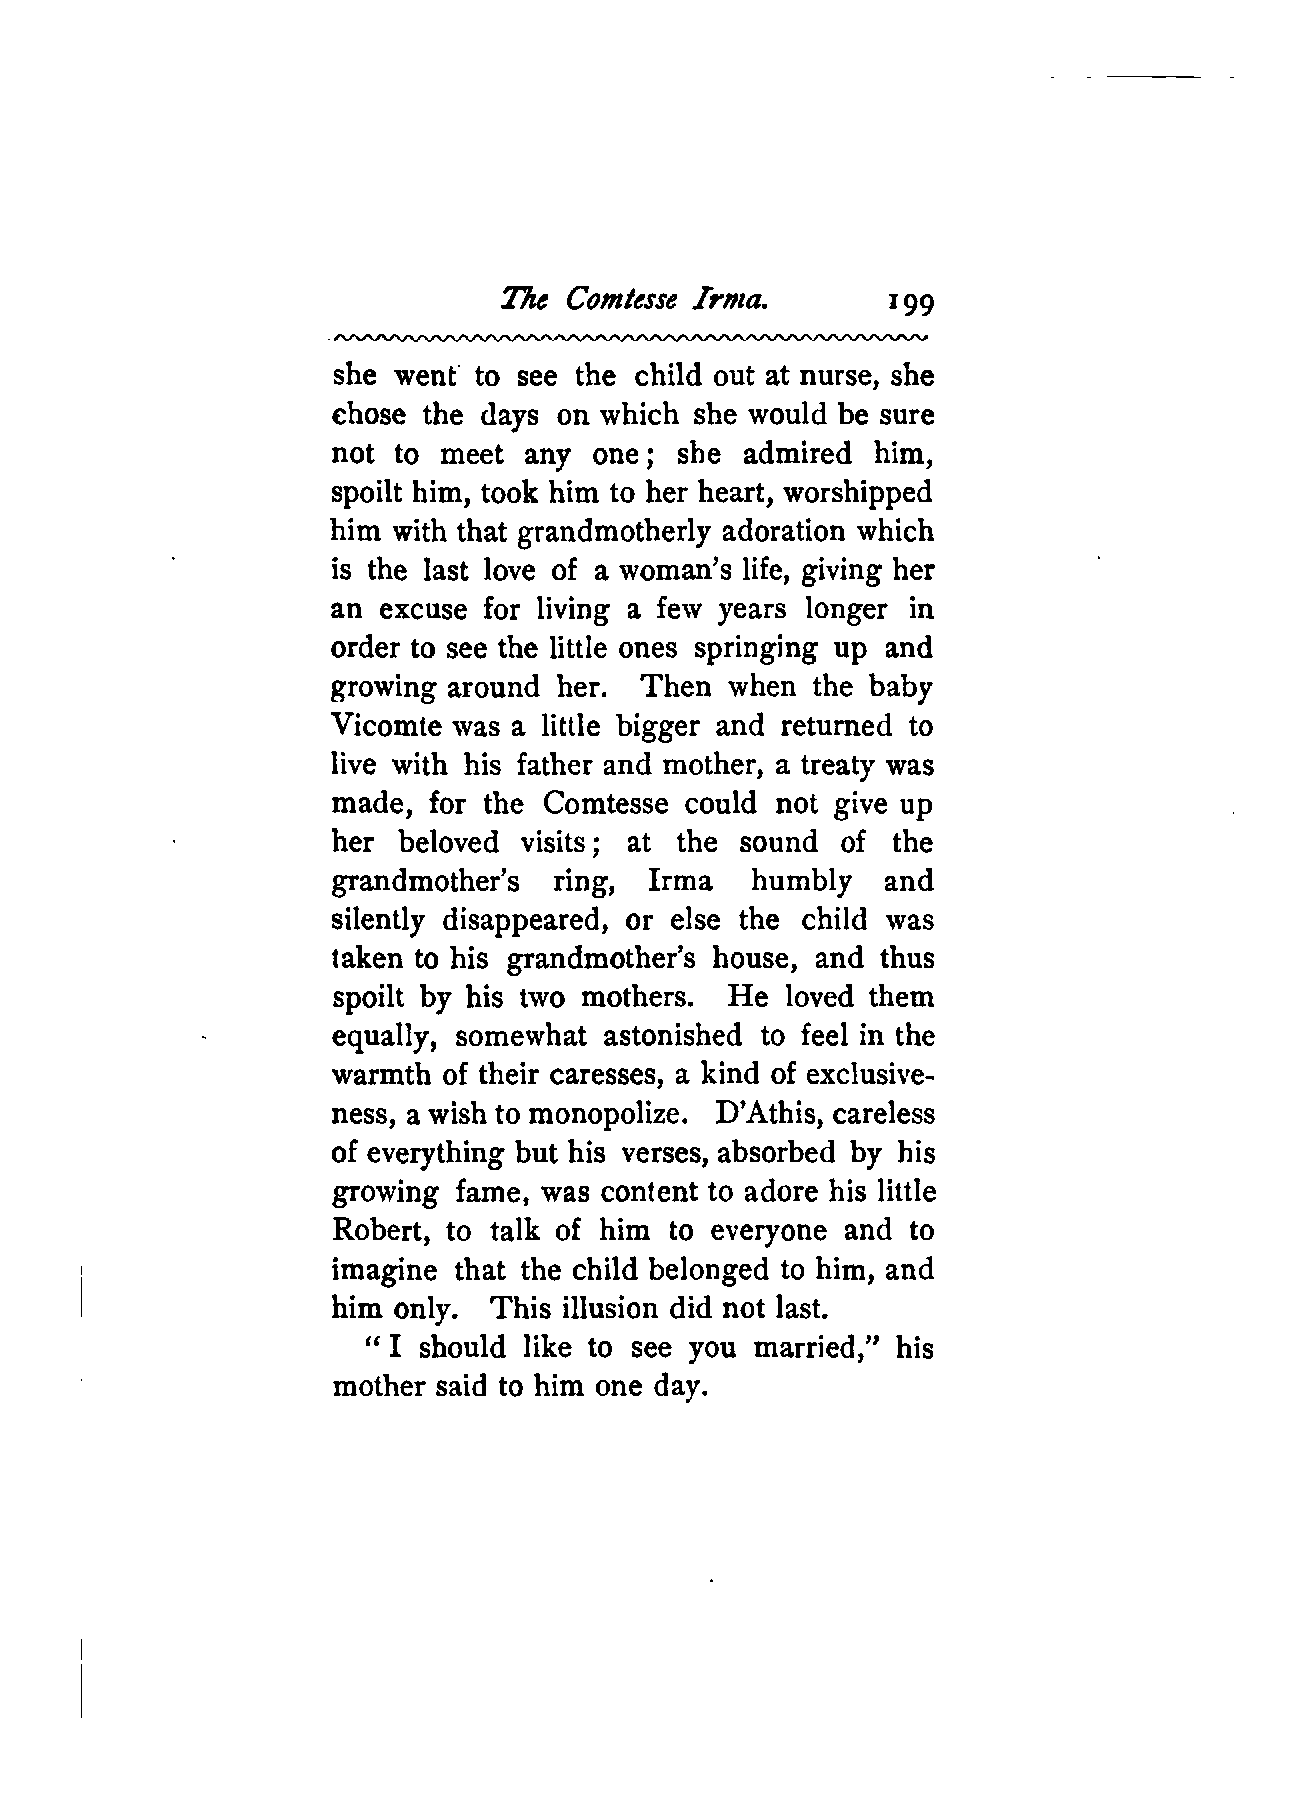 The Comtesse Irma. 199
she went to see the child out at nurse, she
chose the days on which she would be sure
not to meet any one; she admired him,
spoilt him, took him to her heart, worshipped
him with that grandmotherly adoration which
is the last love of a woman's life, giving her
an excuse for living a few years longer in
order to see the little ones springing up and
growing around her. Then when the baby
Vicomte was a little bigger and returned to
live with his father and mother, a treaty was
made, for the Comtesse could not give up
her beloved visits; at the sound of the
grandmother's ring, Irma humbly and
silently disappeared, or else the child was
taken to his grandmother's house, and thus
spoilt by his two mothers. He loved them
equally, somewhat astonished to feel in the
warmth of their caresses, a kind of exclusive-
ness, a wish to monopolize. D'Athis, careless
of everything but his verses, absorbed by his
growing fame, was content to adore his little
Robert, to talk of him to everyone and to
imagine that the child belonged to him, and
him only. This illusion did not last.
"I should like to see you married," his
mother said to him one day.